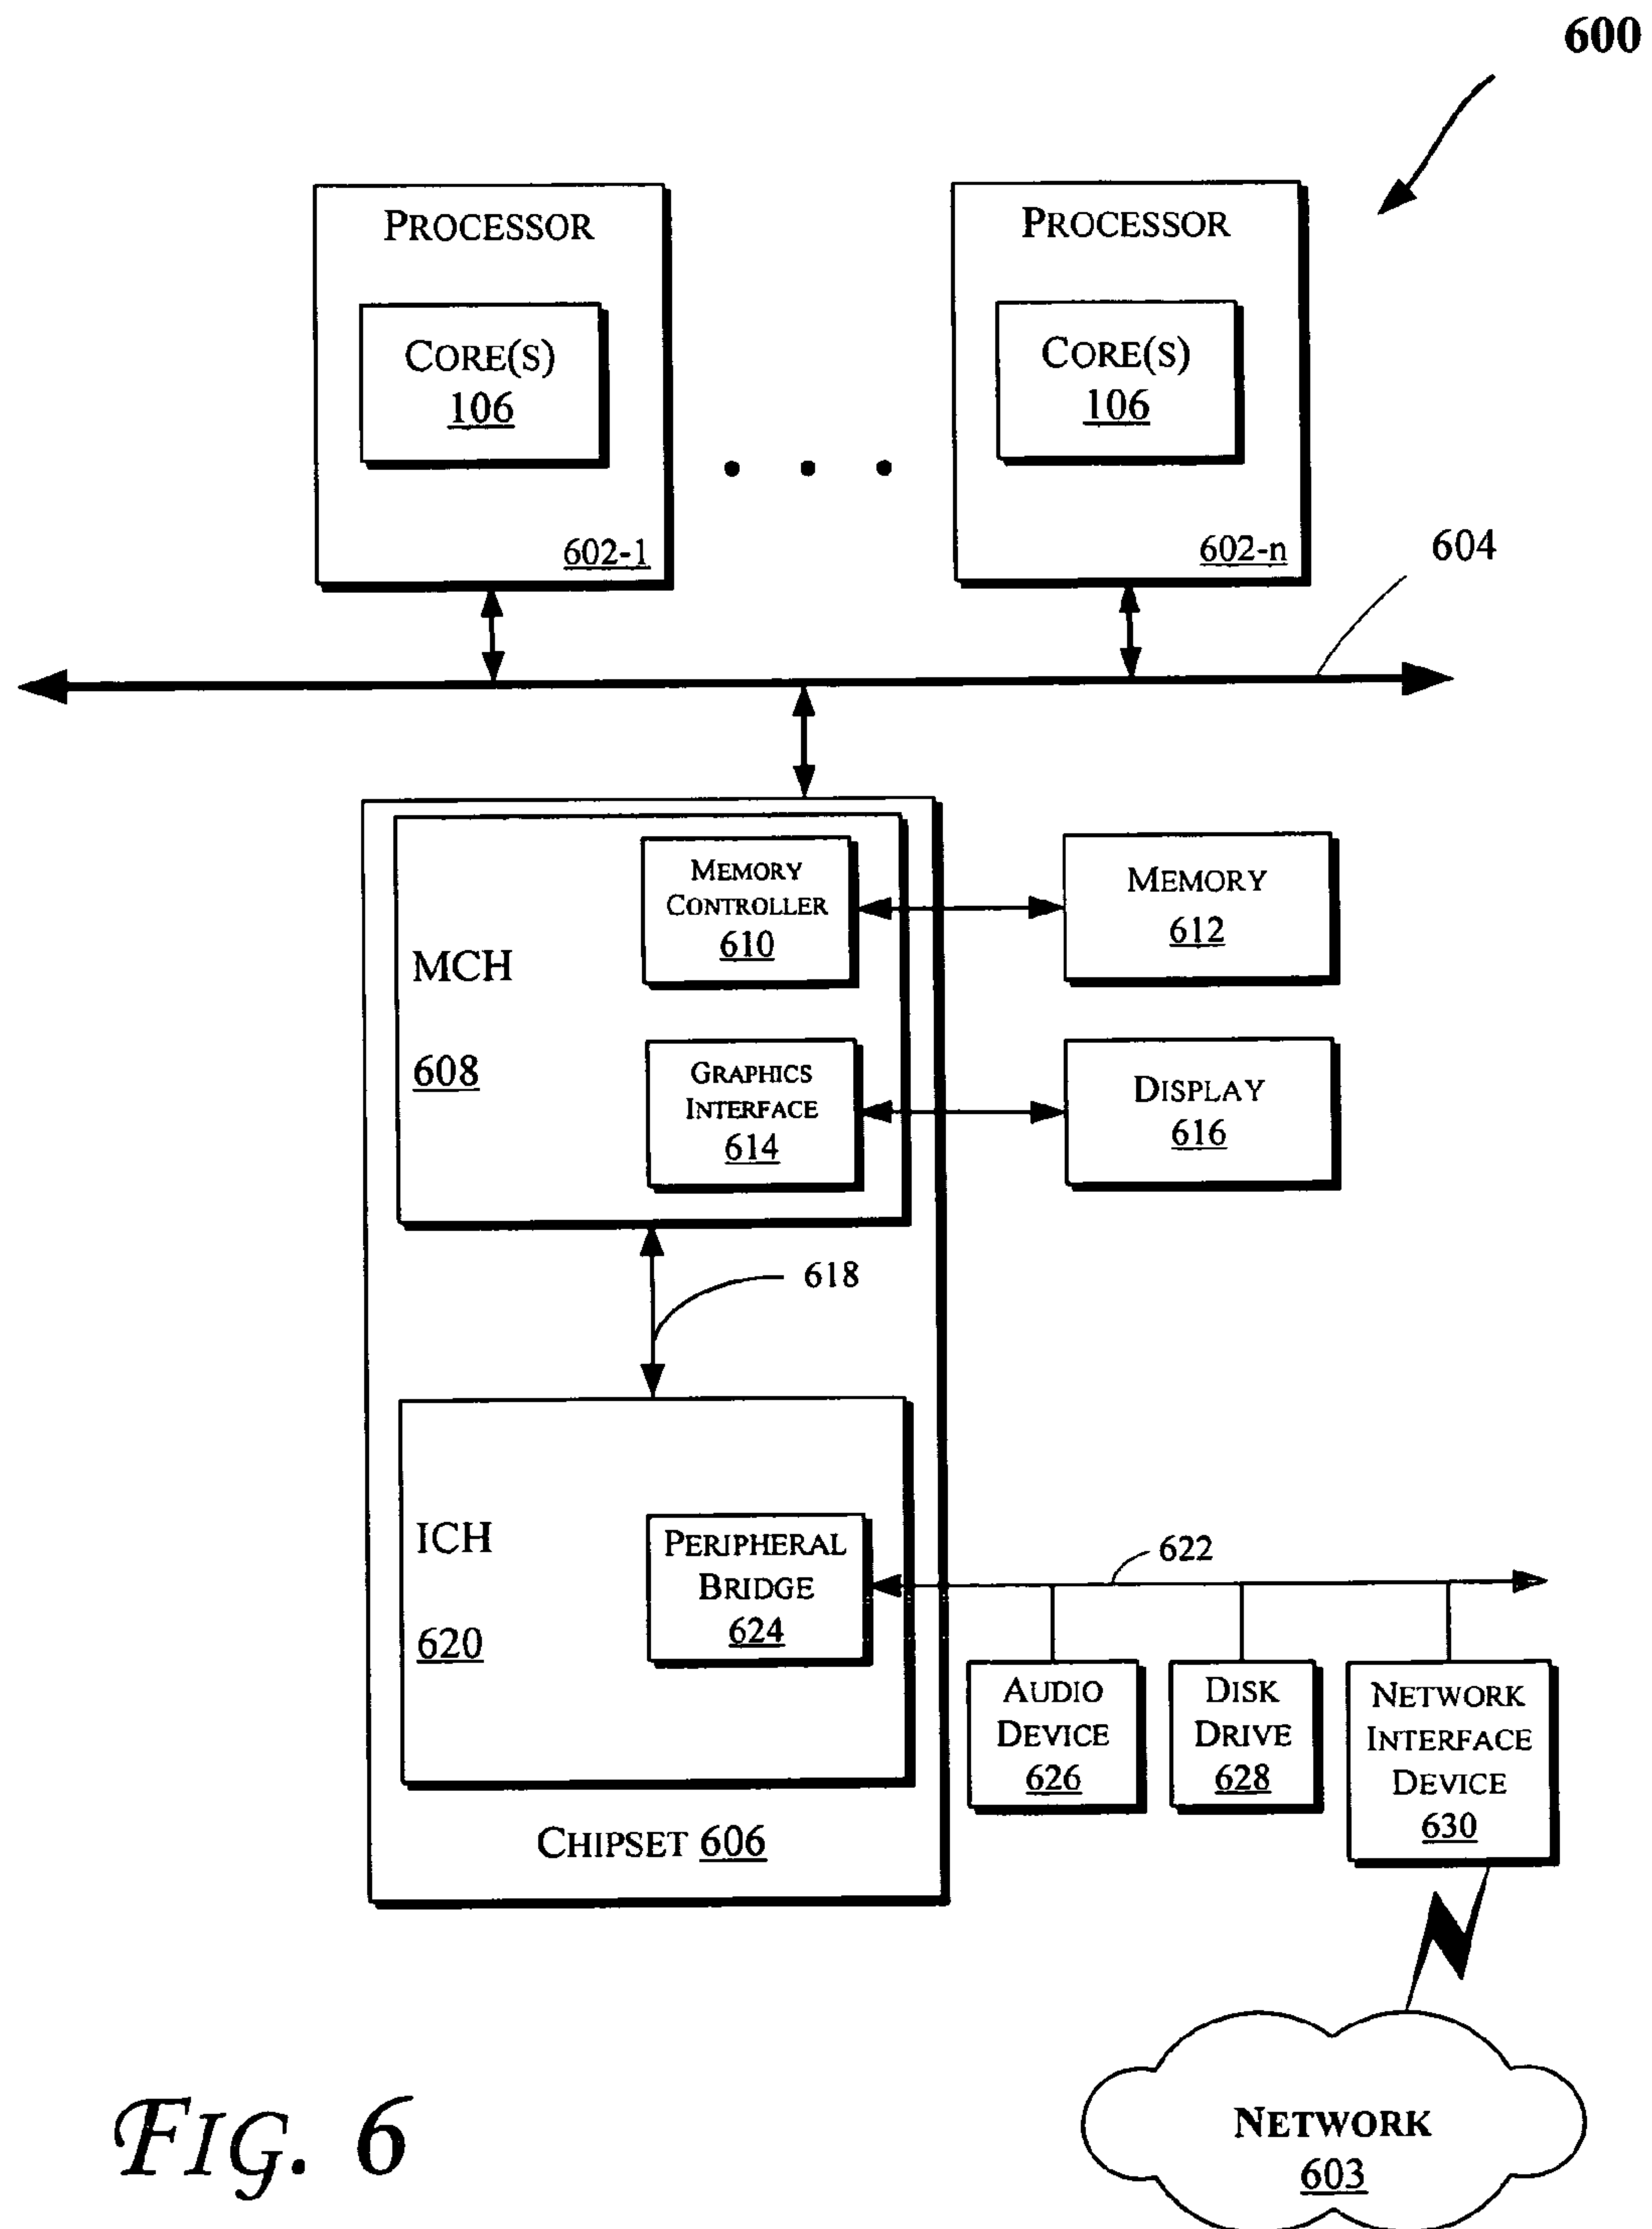 600
PROCESSOR
CORE(S)
106
602-1
PROCESSOR
CORE(S)
106
602-n
604
MCH
608
MEMORY
CONTROLLER
610
MEMORY
612
GRAPHICS
INTERFACE
614
DISPLAY
616
618
ICH
620
PERIPHERAL
BRIDGE
624
622
AUDIO
DEVICE
626
DISK
DRIVE
628
NETWORK
INTERFACE
DEVICE
630
CHIPSET 606
NETWORK
603
FIG. 6